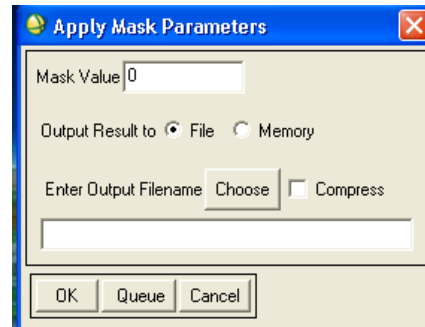 Apply Mask Parameters
Mask Value 0
Output Result to File Memory
Enter Output Filename Choose Compress
OK Queue Cancel